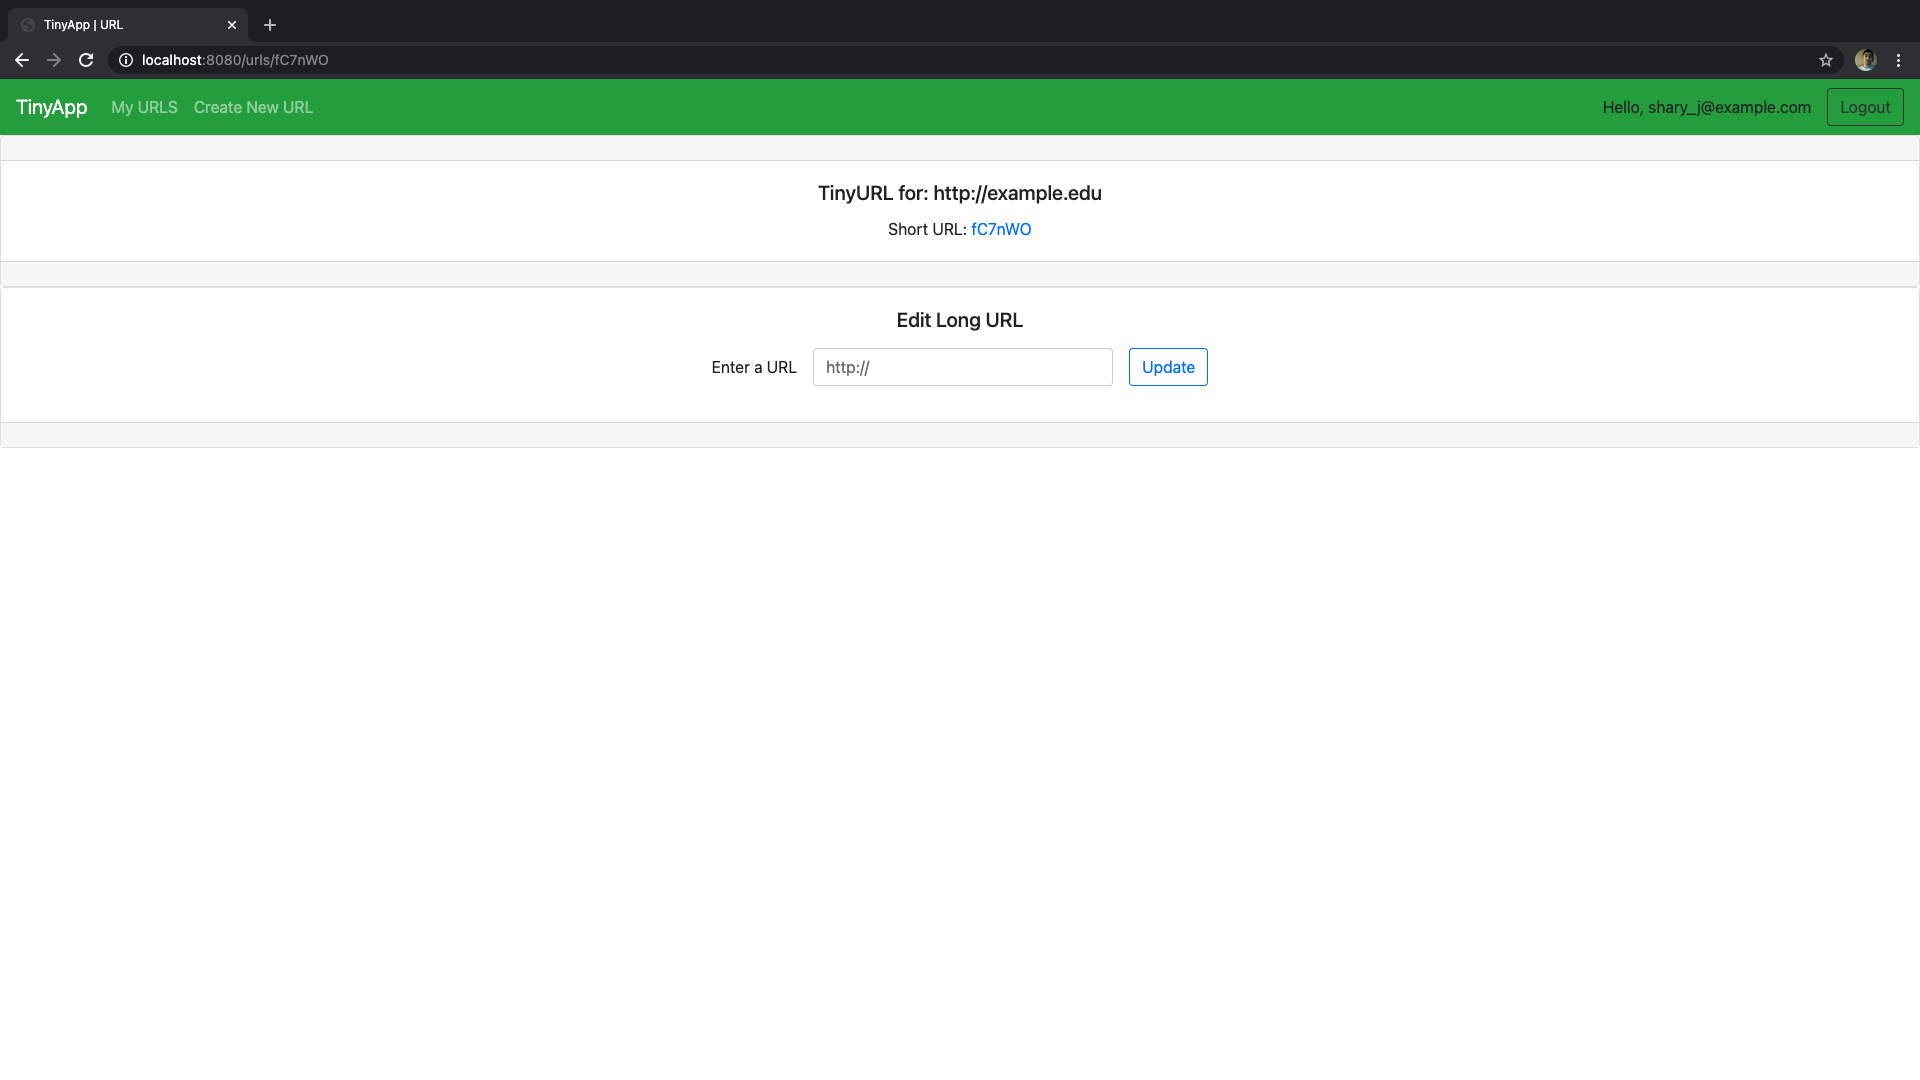 TinyApp | URL
localhost:8080/urls/fC7nWO
TinyApp My URLS Create New URL Hello, shary_j@example.com Logout
TinyURL for: http://example.edu
Short URL: fC7nWO
Edit Long URL
Enter a URL http:// Update